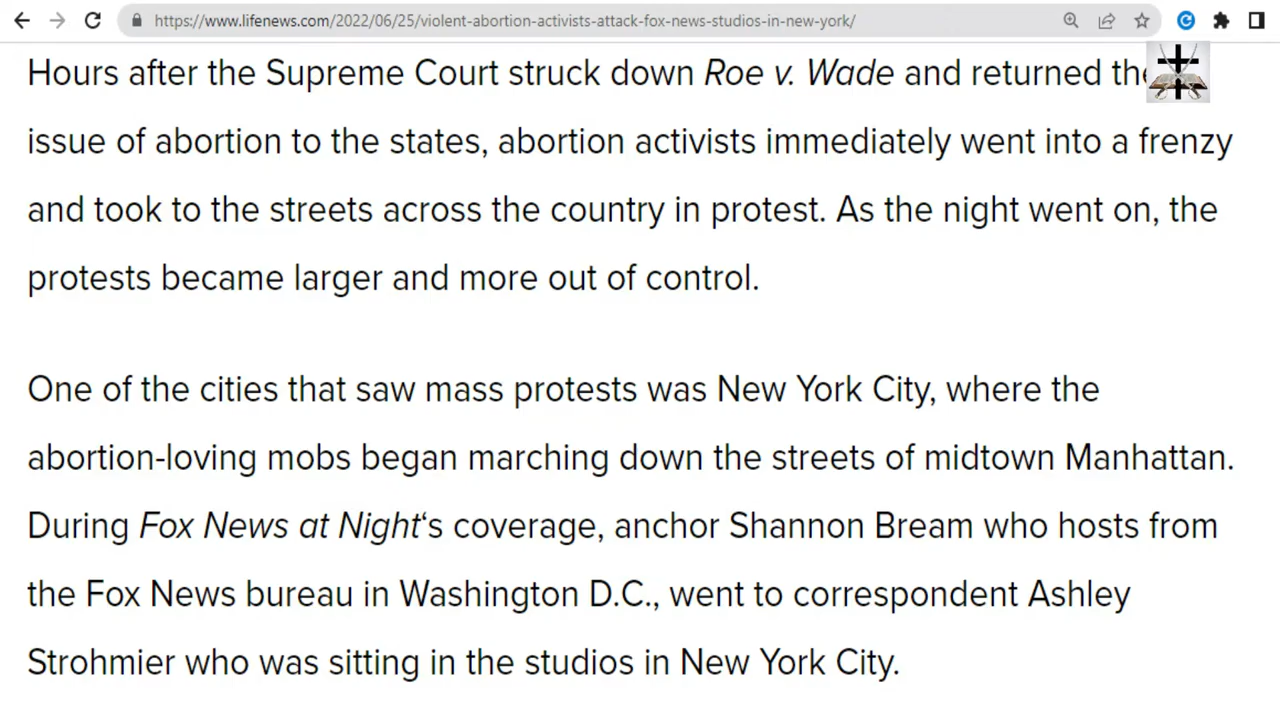 https://www.lifenews.com/2022/06/25/violent-abortion-activists-attack-fox-news-studios-in-new-york/
Hours after the Supreme Court struck down Roe v. Wade and returned the
issue of abortion to the states, abortion activists immediately went into a frenzy
and took to the streets across the country in protest. As the night went on, the
protests became larger and more out of control.
One of the cities that saw mass protests was New York City, where the
abortion-loving mobs began marching down the streets of midtown Manhattan.
During Fox News at Night‘s coverage, anchor Shannon Bream who hosts from
the Fox News bureau in Washington D.C., went to correspondent Ashley
Strohmier who was sitting in the studios in New York City.